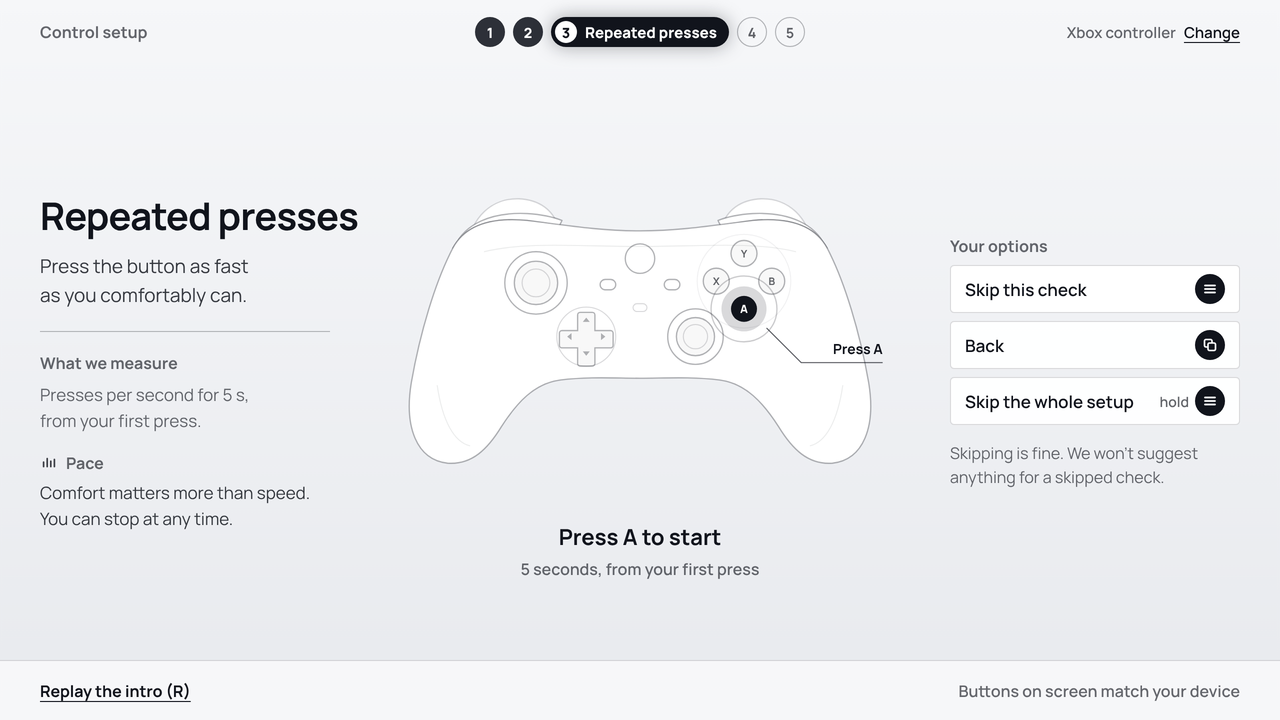 Control setup
1 2 3 Repeated presses 4 5
Xbox controller Change
Repeated presses
Press the button as fast
as you comfortably can.
What we measure
Presses per second for 5 s,
from your first press.
Pace
Comfort matters more than speed.
You can stop at any time.
Y
X
B
A
Press A
Press A to start
5 seconds, from your first press
Your options
Skip this check
Back
Skip the whole setup hold
Skipping is fine. We won't suggest
anything for a skipped check.
Replay the intro (R)
Buttons on screen match your device